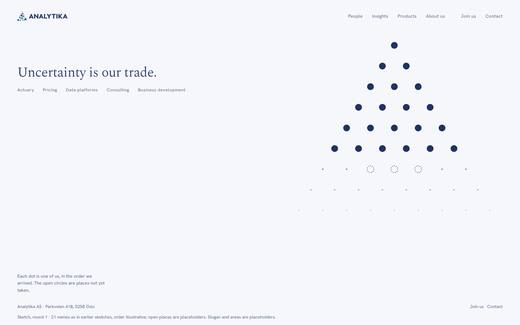 ANALYTIKA
People Insights Products About us Join us Contact
Uncertainty is our trade.
Actuary Pricing Data platforms Consulting Business development
Each dot is one of us, in the order we
arrived. The open circles are places not yet
taken.
Analytika AS · Parkveien 41B, 0258 Oslo
Join us Contact
Sketch, round 1 · 21 names as in earlier sketches, order illustrative; open places are placeholders. Slogan and areas are placeholders.